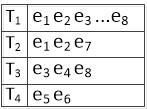 T₁ e₁ e₂ e₃ ...e₈
T₂ e₁ e₂ e₇
T₃ e₃ e₄ e₈
T₄ e₅ e₆